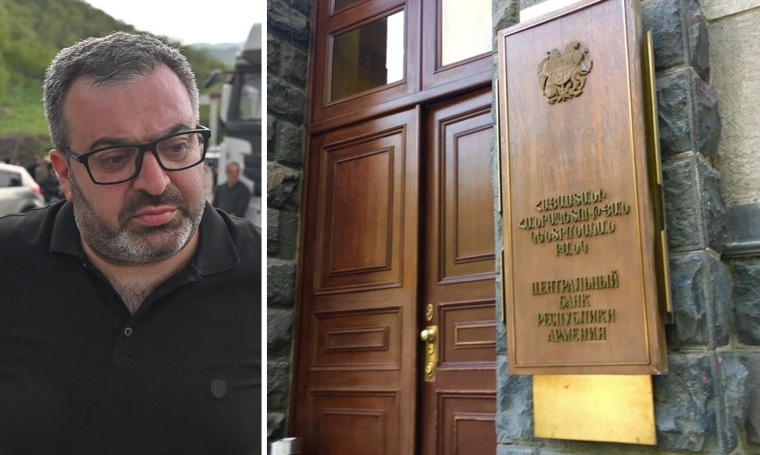 ՀԱՅԱՍՏԱՆԻ
ՀԱՆՐԱՊԵՏՈՒԹՅԱՆ
ԿԵՆՏՐՈՆԱԿԱՆ
ԲԱՆԿ
ЦЕНТРАЛЬНЫЙ
БАНК
РЕСПУБЛИКИ
АРМЕНИЯ